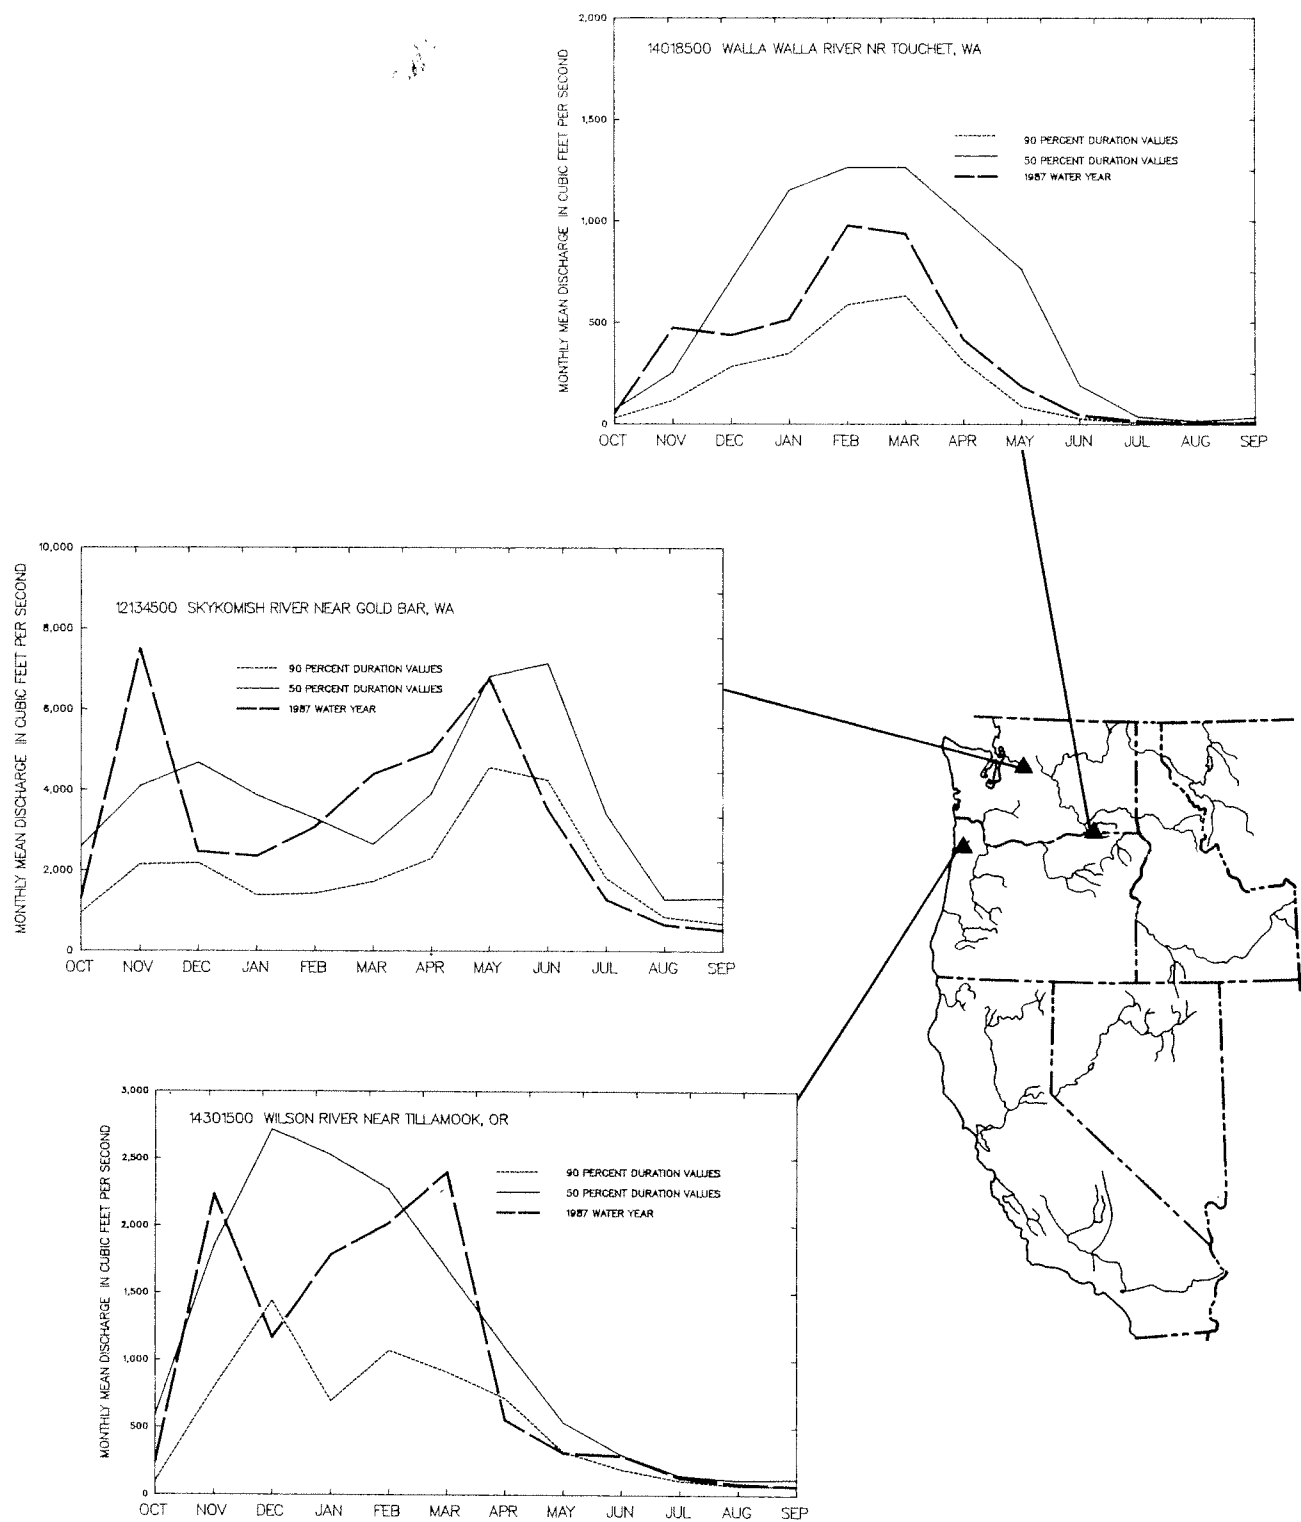 2,000
14018500 WALLA WALLA RIVER NR TOUCHET, WA
1,500
90 PERCENT DURATION VALUES
50 PERCENT DURATION VALUES
1987 WATER YEAR
1,000
500
0
MONTHLY MEAN DISCHARGE IN CUBIC FEET PER SECOND
OCT NOV DEC JAN FEB MAR APR MAY JUN JUL AUG SEP
10,000
12134500 SKYKOMISH RIVER NEAR GOLD BAR, WA
8,000
90 PERCENT DURATION VALUES
50 PERCENT DURATION VALUES
1987 WATER YEAR
6,000
4,000
2,000
0
MONTHLY MEAN DISCHARGE IN CUBIC FEET PER SECOND
OCT NOV DEC JAN FEB MAR APR MAY JUN JUL AUG SEP
3,000
14301500 WILSON RIVER NEAR TILLAMOOK, OR
2,500
90 PERCENT DURATION VALUES
50 PERCENT DURATION VALUES
1987 WATER YEAR
2,000
1,500
1,000
500
0
MONTHLY MEAN DISCHARGE IN CUBIC FEET PER SECOND
OCT NOV DEC JAN FEB MAR APR MAY JUN JUL AUG SEP